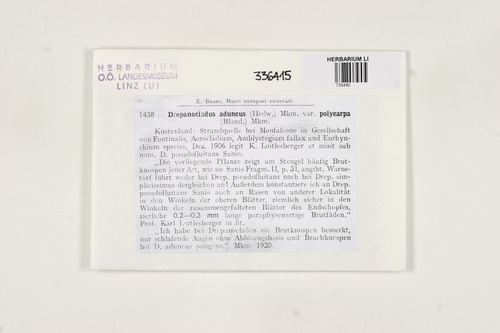 HERBARIUM
O.Ö. LANDESMUSEUM
LINZ (LI)
336415
HERBARIUM LI
E. Bauer, Musci europaei exsiccati.
1438 Drepanocladus aduncus (Hedw.) Mkm. var. polycarpa
(Bland.) Mkm.
Küstenland: Strandquelle bei Monfalcone in Gesellschaft
von Fontinalis, Acrocladium, Amblystegium fallax und Eurhyn-
ghium species, Dez. 1906 legit K. Loitlesberger et misit sub
nom. D. pseudofluitans Sanio.
„Die vorliegende Pflanze zeigt am Stengel häufig Brut-
knospen jener Art, wie sie Sanio Fragm. II, p. 31, angibt. Warns-
torf führt weder bei Drep. pseudofluitans noch bei Drep. sim-
plicissimus dergleichen an! Außerdem konstantiere ich an Drep.
pseudofluitans Sanio auch an Rasen von anderer Lokalität
in den Winkeln der oberen Blätter, ziemlich sicher in den
Winkeln der zusammengefalteten Blätter des Endschopfes,
zierliche 0.2—0.3 mm lange paraphysenartige Brutfäden.“
Prof. Karl Loitlesberger in lit.
„Ich habe bei Drepanocladen nie Brutknospen bemerkt,
nur schlafende Augen ohne Ablösungsbasis und Bruchknospen
bei D. aduncus pungens.“ Mkm. 1920.